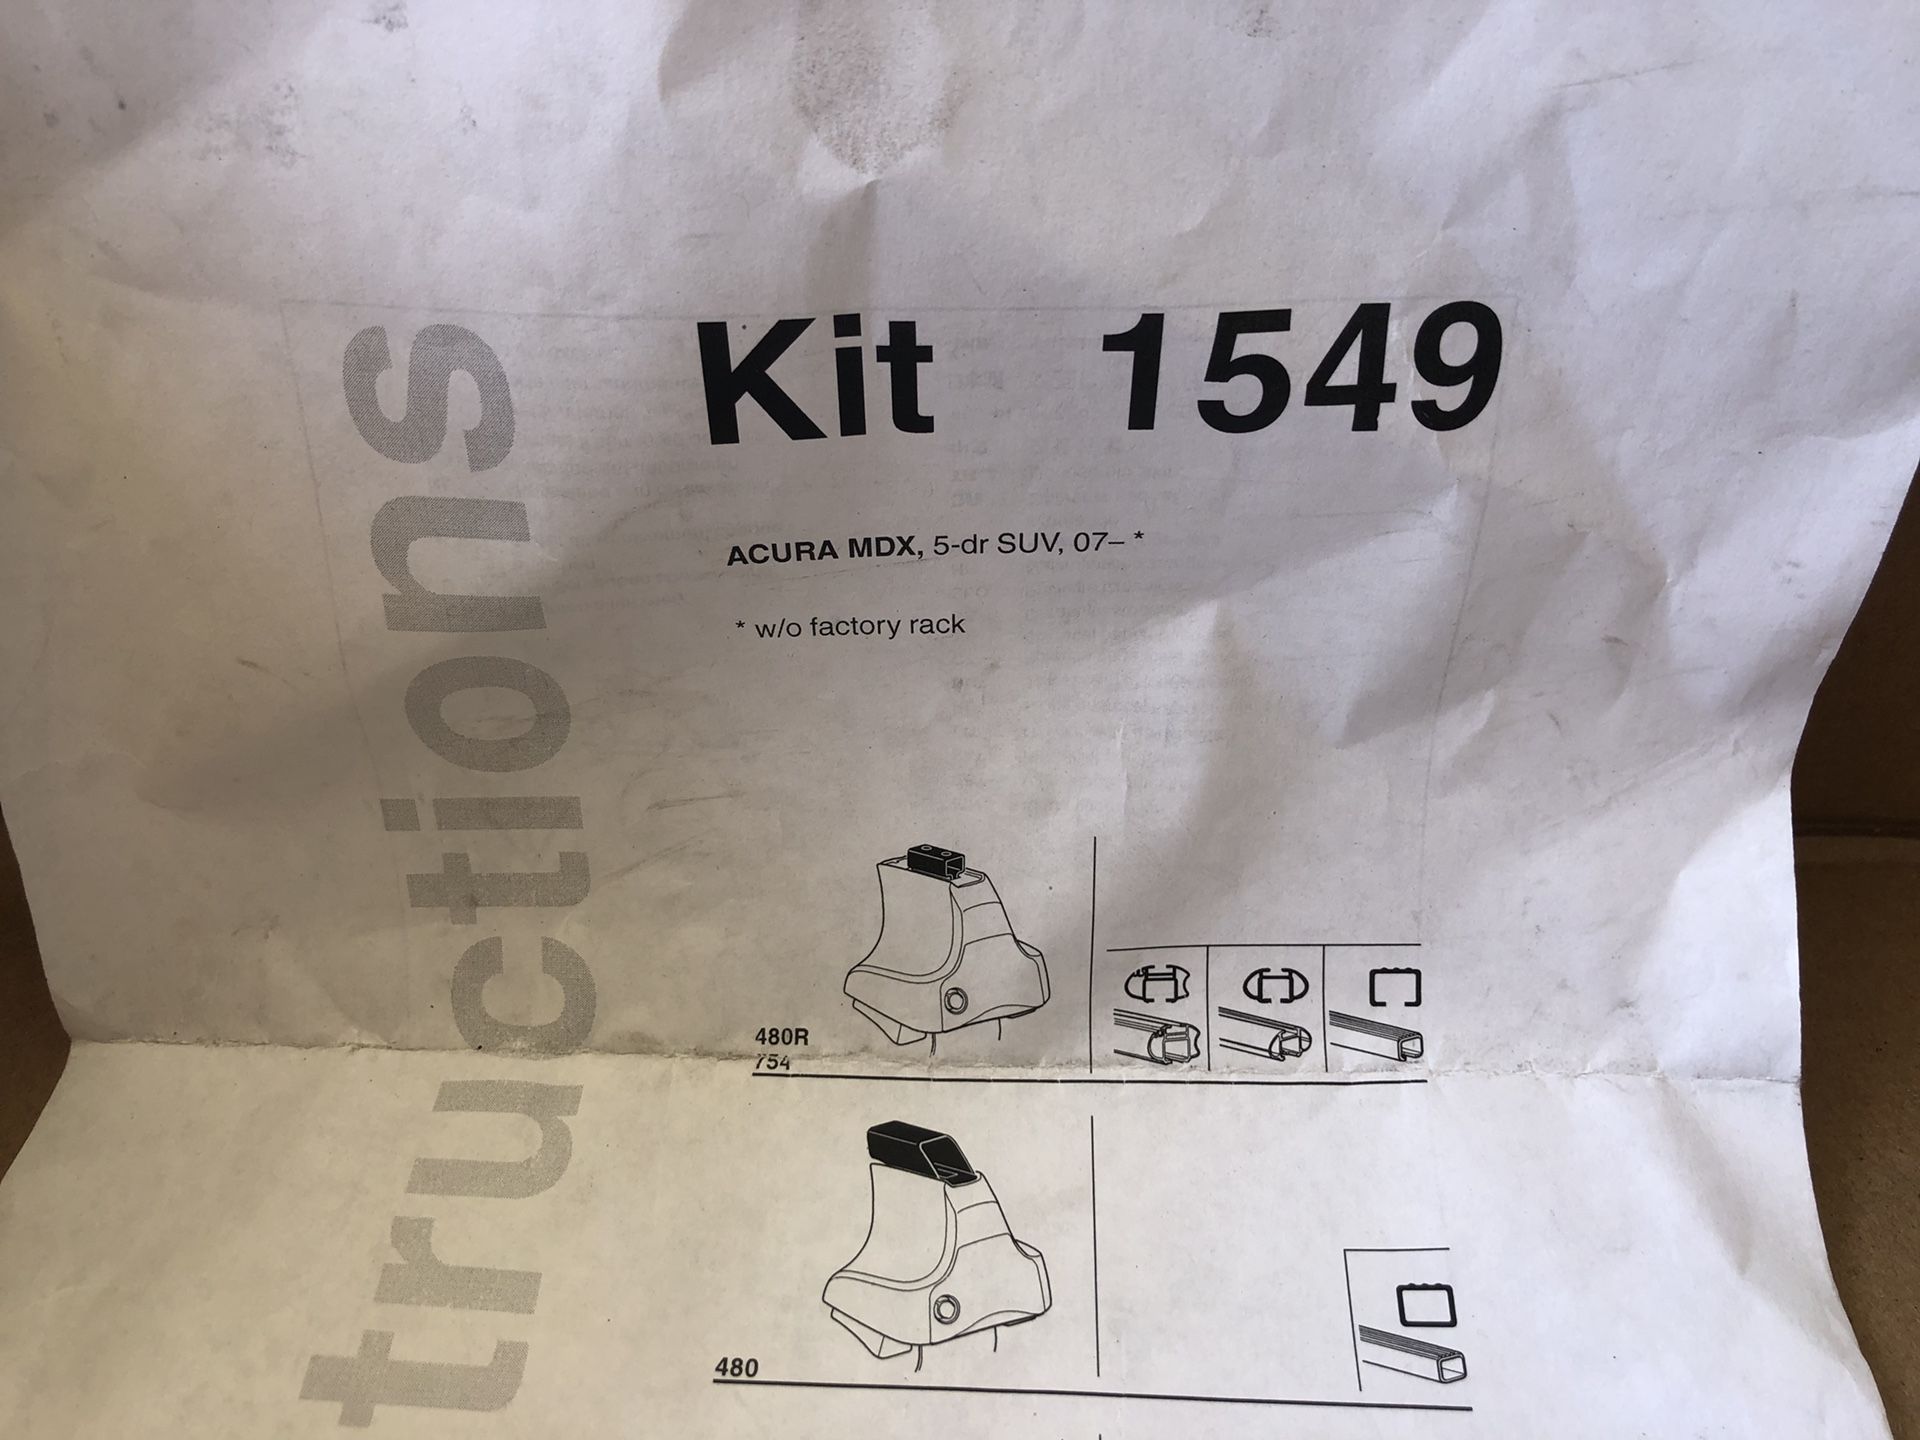 tructions
Kit 1549
ACURA MDX, 5-dr SUV, 07– *
* w/o factory rack
480R
754
480